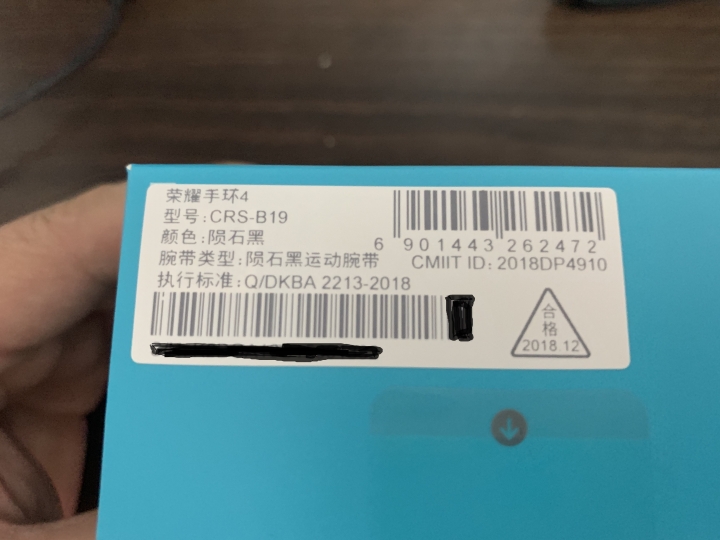 荣耀手环4
型号:CRS-B19
颜色:陨石黑
腕带类型:陨石黑运动腕带
执行标准:Q/DKBA 2213-2018
6 901443 262472
CMIIT ID: 2018DP4910
合
格
2018.12